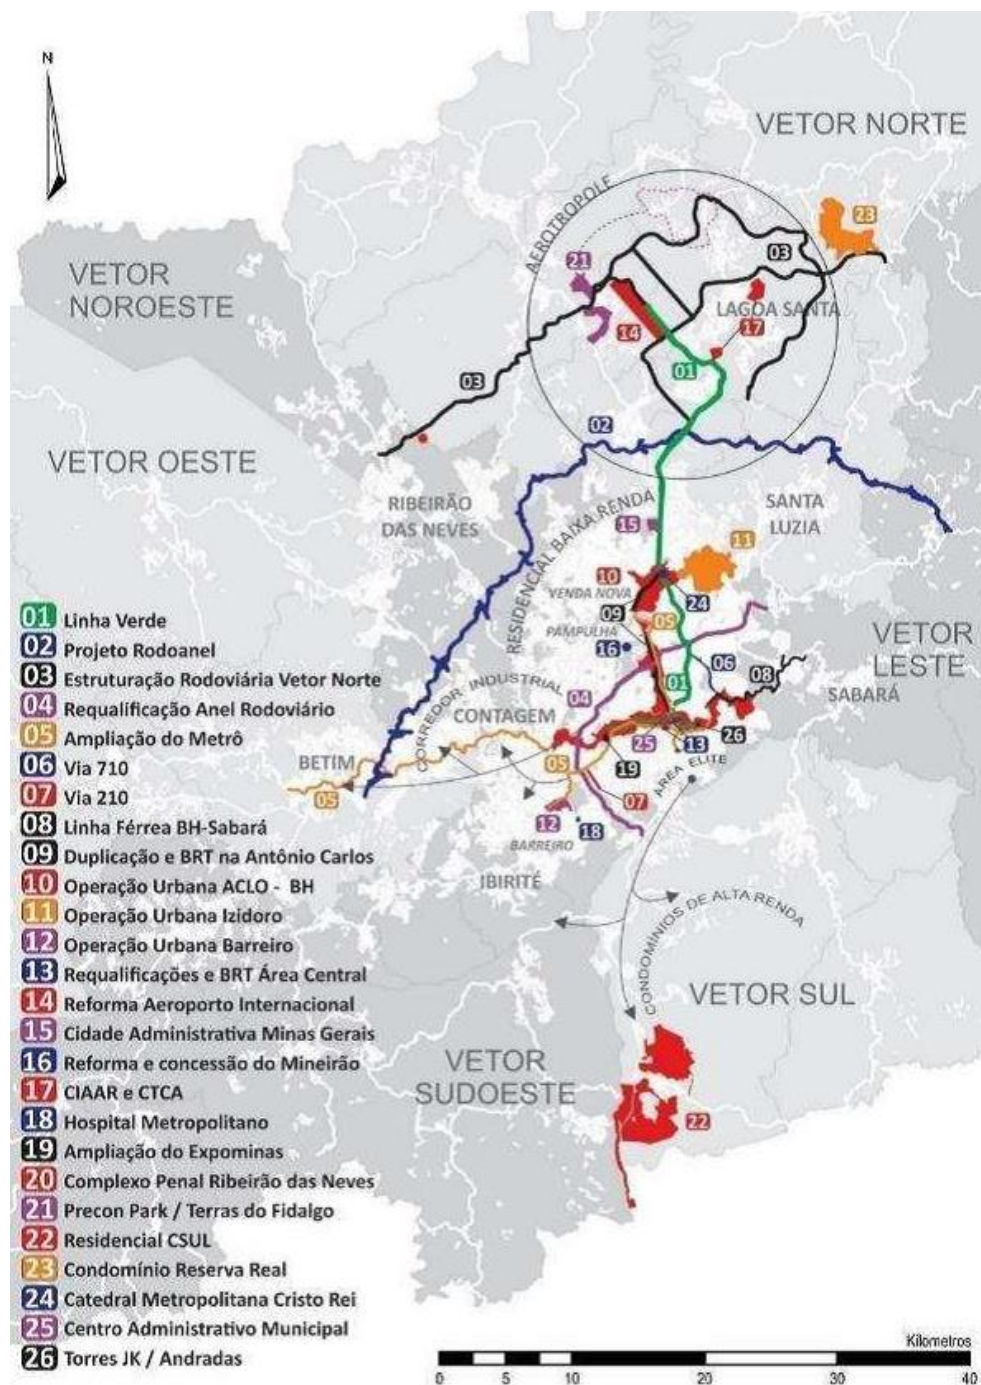 N
VETOR NORTE
AEROTROPOLE
23
21
03
VETOR
NOROESTE
LAGOA SANTA
14
17
01
03
02
VETOR OESTE
RIBEIRÃO
DAS NEVES
SANTA
LUZIA
RESIDENCIAL BAIXA RENDA
15
11
10
VENDA NOVA
24
09
05
PAMPULHA
16
06
VETOR
LESTE
08
01
SABARÁ
04
CORREDOR INDUSTRIAL
CONTAGEM
25
13
26
BETIM
05
19
ÁREA ELITE
05
07
12
18
BARREIRO
IBIRITÉ
CONDOMÍNIOS DE ALTA RENDA
VETOR SUL
VETOR
SUDOESTE
22
01 Linha Verde
02 Projeto Rodoanel
03 Estruturação Rodoviária Vetor Norte
04 Requalificação Anel Rodoviário
05 Ampliação do Metrô
06 Via 710
07 Via 210
08 Linha Férrea BH-Sabará
09 Duplicação e BRT na Antônio Carlos
10 Operação Urbana ACLO - BH
11 Operação Urbana Izidoro
12 Operação Urbana Barreiro
13 Requalificações e BRT Área Central
14 Reforma Aeroporto Internacional
15 Cidade Administrativa Minas Gerais
16 Reforma e concessão do Mineirão
17 CIAAR e CTCA
18 Hospital Metropolitano
19 Ampliação do Expominas
20 Complexo Penal Ribeirão das Neves
21 Precon Park / Terras do Fidalgo
22 Residencial CSUL
23 Condomínio Reserva Real
24 Catedral Metropolitana Cristo Rei
25 Centro Administrativo Municipal
26 Torres JK / Andradas
Kilometros
0 5 10 20 30 40